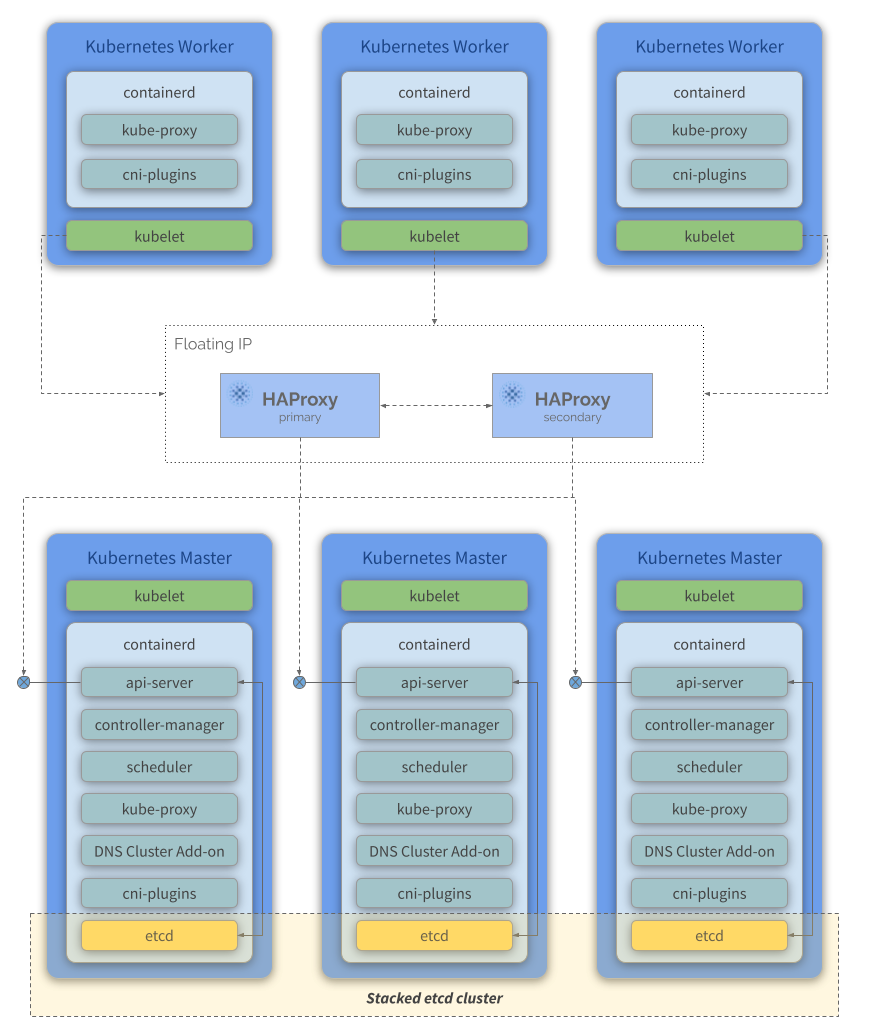 Kubernetes Worker
containerd
kube-proxy
cni-plugins
kubelet
Kubernetes Worker
containerd
kube-proxy
cni-plugins
kubelet
Kubernetes Worker
containerd
kube-proxy
cni-plugins
kubelet
Floating IP
HAProxy
primary
HAProxy
secondary
Kubernetes Master
kubelet
containerd
api-server
controller-manager
scheduler
kube-proxy
DNS Cluster Add-on
cni-plugins
etcd
Kubernetes Master
kubelet
containerd
api-server
controller-manager
scheduler
kube-proxy
DNS Cluster Add-on
cni-plugins
etcd
Kubernetes Master
kubelet
containerd
api-server
controller-manager
scheduler
kube-proxy
DNS Cluster Add-on
cni-plugins
etcd
Stacked etcd cluster